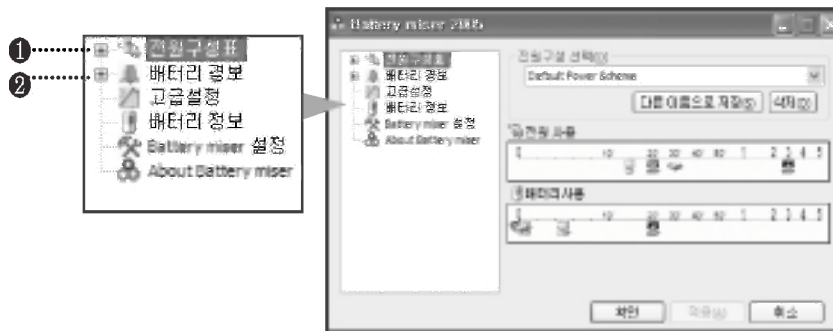 ❶
❷
전원구성표
배터리 경보
고급설정
배터리 정보
Battery miser 설정
About Battery miser
Battery miser 2005
전원구성표
배터리 경보
고급설정
배터리 정보
Battery miser 설정
About Battery miser
전원구성 선택(O)
Default Power Scheme
다른 이름으로 저장(S)
삭제(D)
전원 사용
배터리사용
확인
적용(A)
취소